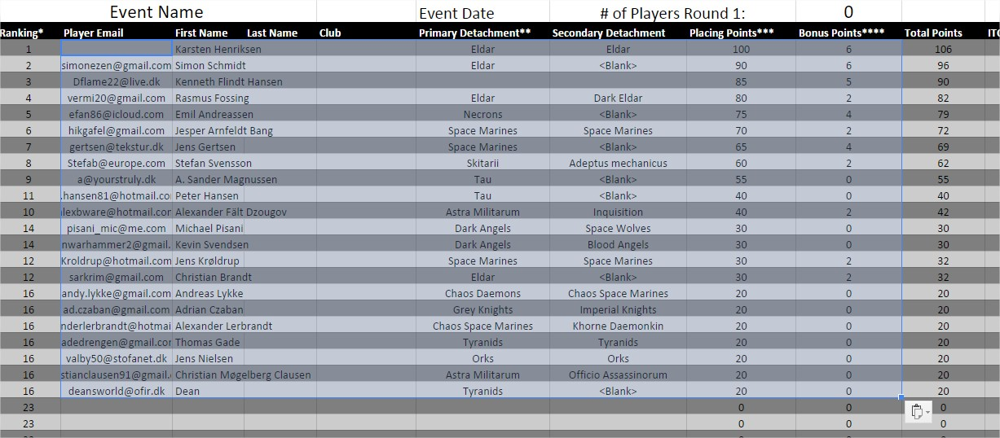 Event Name Event Date # of Players Round 1: 0
Ranking* Player Email First Name Last Name Club Primary Detachment** Secondary Detachment Placing Points*** Bonus Points**** Total Points ITC
1 Karsten Henriksen Eldar Eldar 100 6 106
2 simonezen@gmail.com Simon Schmidt Eldar <Blank> 90 6 96
3 Dflame22@live.dk Kenneth Flindt Hansen 85 5 90
4 vermi20@gmail.com Rasmus Fossing Eldar Dark Eldar 80 2 82
5 efan86@icloud.com Emil Andreassen Necrons <Blank> 75 4 79
6 hikgafel@gmail.com Jesper Arnfeldt Bang Space Marines Space Marines 70 2 72
7 gertsen@tekstur.dk Jens Gertsen Space Marines <Blank> 65 4 69
8 Stefab@europe.com Stefan Svensson Skitarii Adeptus mechanicus 60 2 62
9 a@yourstruly.dk A. Sander Magnussen Tau <Blank> 55 0 55
11 .hansen81@hotmail.co Peter Hansen Tau <Blank> 40 0 40
10 lexbware@hotmail.com Alexander Fält Dzougov Astra Militarum Inquisition 40 2 42
14 pisani_mic@me.com Michael Pisani Dark Angels Space Wolves 30 0 30
14 nwarhammer2@gmail. Kevin Svendsen Dark Angels Blood Angels 30 0 30
12 Kroldrup@hotmail.com Jens Krøldrup Space Marines Space Marines 30 2 32
12 sarkrim@gmail.com Christian Brandt Eldar <Blank> 30 2 32
16 andy.lykke@gmail.com Andreas Lykke Chaos Daemons Chaos Space Marines 20 0 20
16 ad.czaban@gmail.com Adrian Czaban Grey Knights Imperial Knights 20 0 20
16 nderlerbrandt@hotmai Alexander Lerbrandt Chaos Space Marines Khorne Daemonkin 20 0 20
16 adedrengen@gmail.com Thomas Gade Tyranids Tyranids 20 0 20
16 valby50@stofanet.dk Jens Nielsen Orks Orks 20 0 20
16 stianclausen91@gmail. Christian Møgelberg Clausen Astra Militarum Officio Assassinorum 20 0 20
16 deansworld@ofir.dk Dean Tyranids <Blank> 20 0 20
23 0 0 0
23 0 0 0